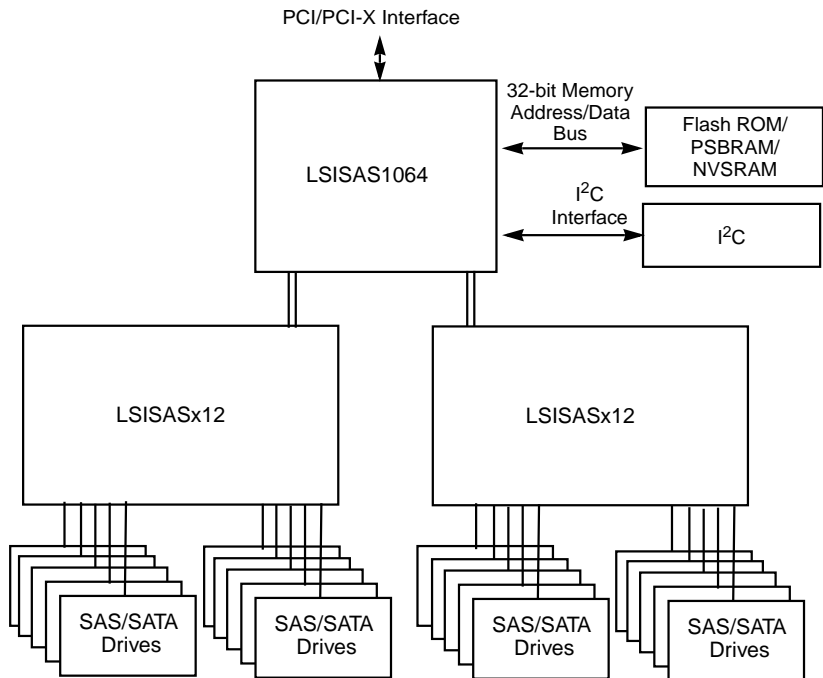 PCI/PCI-X Interface
LSISAS1064
32-bit Memory
Address/Data
Bus
Flash ROM/
PSBRAM/
NVSRAM
I²C
Interface
I²C
LSISASx12
LSISASx12
SAS/SATA
Drives
SAS/SATA
Drives
SAS/SATA
Drives
SAS/SATA
Drives